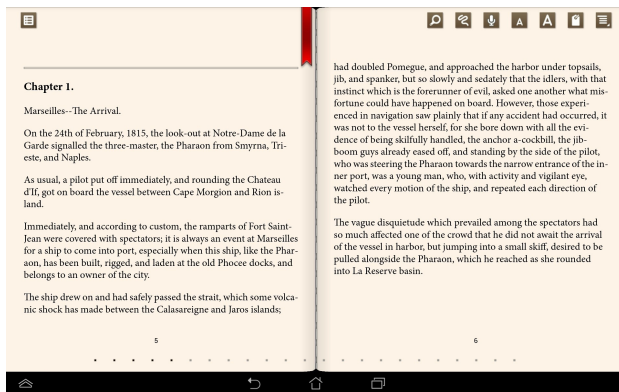 Chapter 1.
Marseilles--The Arrival.
On the 24th of February, 1815, the look-out at Notre-Dame de la
Garde signalled the three-master, the Pharaon from Smyrna, Tri-
este, and Naples.
As usual, a pilot put off immediately, and rounding the Chateau
d'If, got on board the vessel between Cape Morgion and Rion is-
land.
Immediately, and according to custom, the ramparts of Fort Saint-
Jean were covered with spectators; it is always an event at Marseilles
for a ship to come into port, especially when this ship, like the Phar-
aon, has been built, rigged, and laden at the old Phocee docks, and
belongs to an owner of the city.
The ship drew on and had safely passed the strait, which some volca-
nic shock has made between the Calasareigne and Jaros islands;
5
A
A
had doubled Pomegue, and approached the harbor under topsails,
jib, and spanker, but so slowly and sedately that the idlers, with that
instinct which is the forerunner of evil, asked one another what mis-
fortune could have happened on board. However, those experi-
enced in navigation saw plainly that if any accident had occurred, it
was not to the vessel herself, for she bore down with all the evi-
dence of being skilfully handled, the anchor a-cockbill, the jib-
boom guys already eased off, and standing by the side of the pilot,
who was steering the Pharaon towards the narrow entrance of the in-
ner port, was a young man, who, with activity and vigilant eye,
watched every motion of the ship, and repeated each direction of
the pilot.
The vague disquietude which prevailed among the spectators had
so much affected one of the crowd that he did not await the arrival
of the vessel in harbor, but jumping into a small skiff, desired to be
pulled alongside the Pharaon, which he reached as she rounded
into La Reserve basin.
6